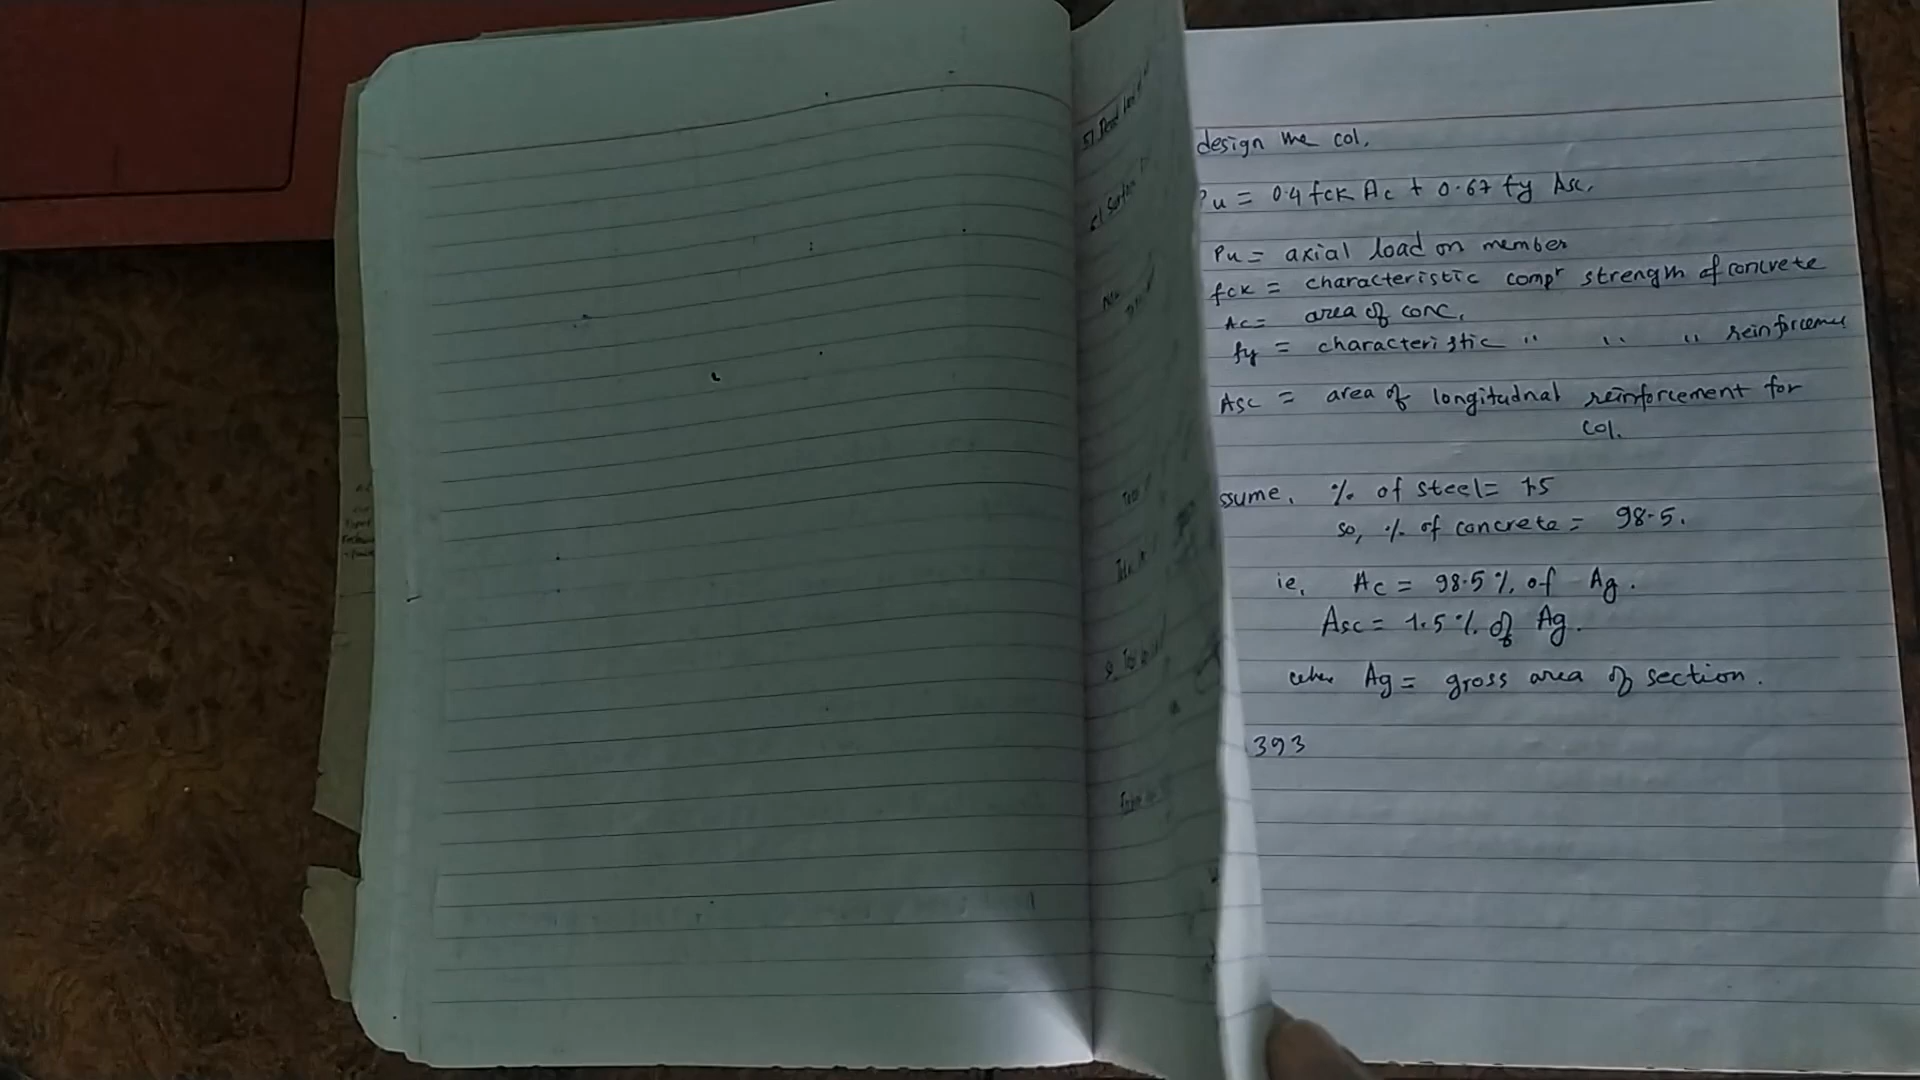 design the col.
Pu = 0.4 fck Ac + 0.67 fy Asc.
Pu = axial load on member
fck = characteristic compr strength of concrete
Ac = area of conc.
fy = characteristic " " " reinforceme
Asc = area of longitudnal reinforcement for
col.
ssume. % of steel = 1.5
so, % of concrete = 98.5.
ie. Ac = 98.5 %. of Ag.
Asc = 1.5 %. of Ag.
where Ag = gross area of section.
393